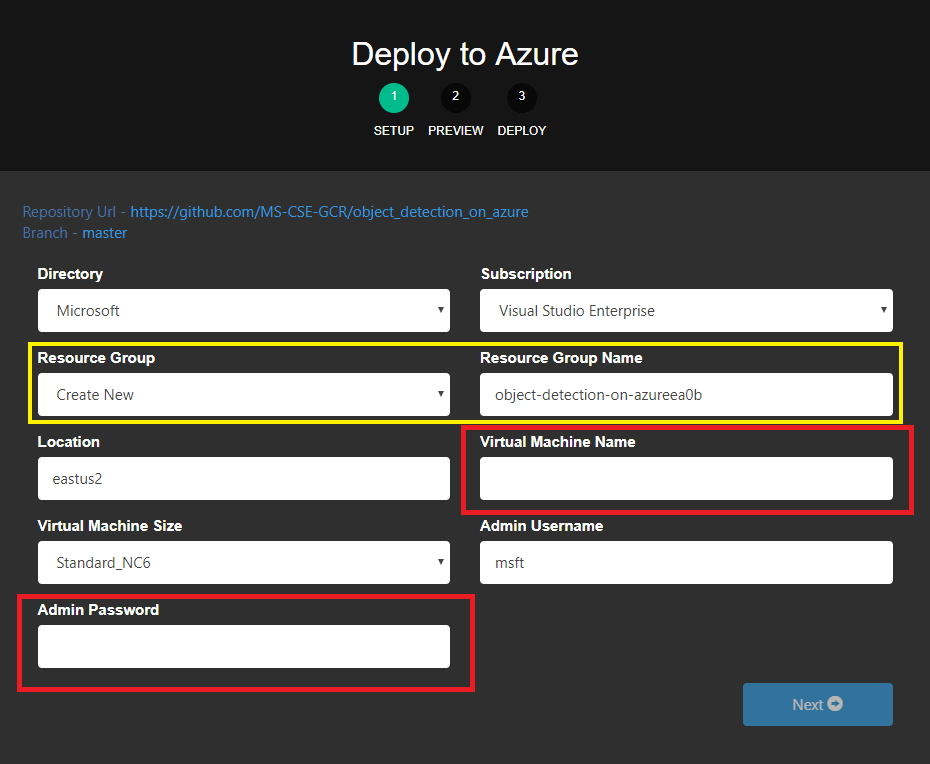 Deploy to Azure
1 2 3
SETUP PREVIEW DEPLOY
Repository Url - https://github.com/MS-CSE-GCR/object_detection_on_azure
Branch - master
Directory Subscription
Microsoft Visual Studio Enterprise
Resource Group Resource Group Name
Create New object-detection-on-azureea0b
Location Virtual Machine Name
eastus2
Virtual Machine Size Admin Username
Standard_NC6 msft
Admin Password
Next